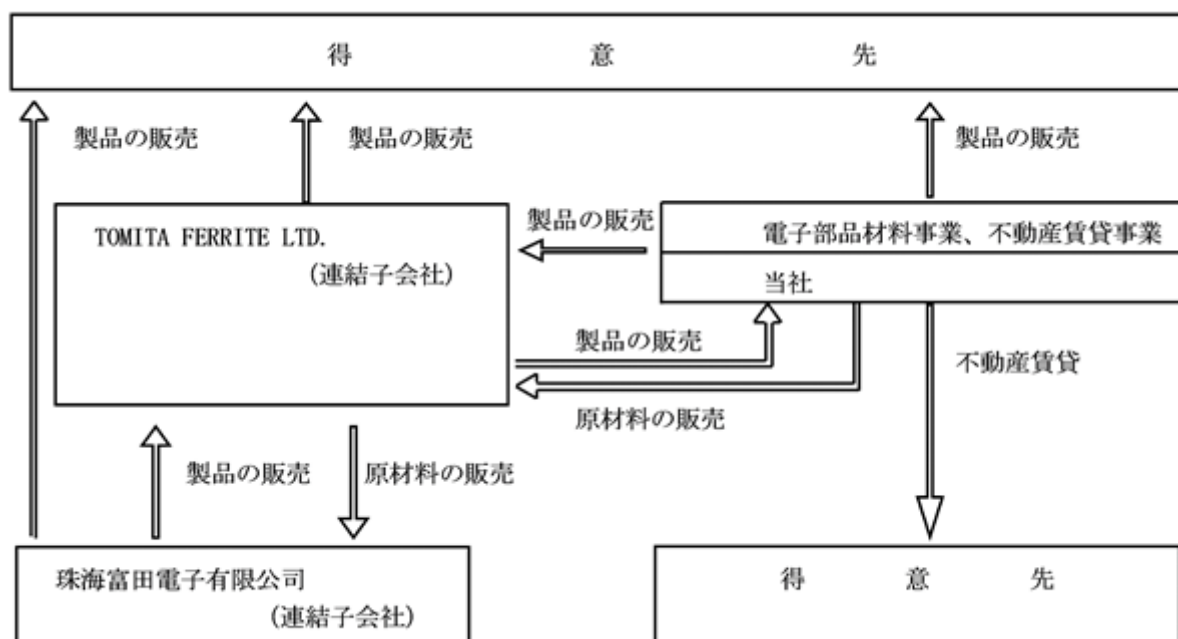 得意先
製品の販売
製品の販売
製品の販売
TOMITA FERRITE LTD.
(連結子会社)
製品の販売
電子部品材料事業、不動産賃貸事業
当社
製品の販売
原材料の販売
不動産賃貸
製品の販売
原材料の販売
珠海富田電子有限公司
(連結子会社)
得意先